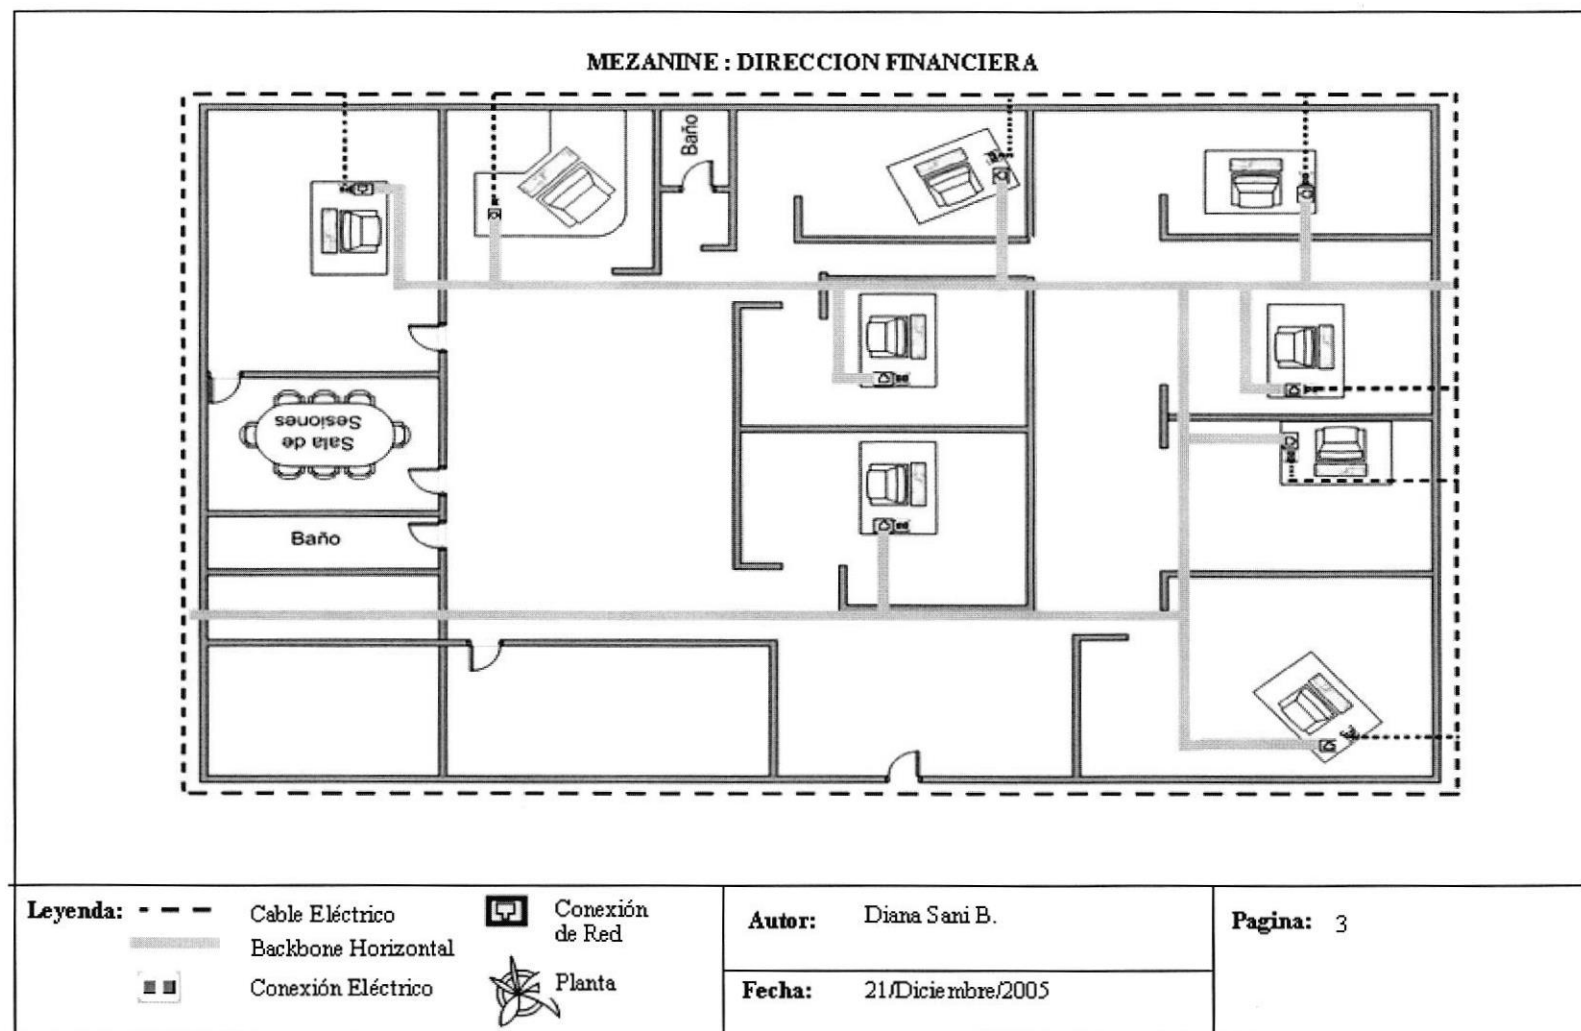 MEZANINE : DIRECCION FINANCIERA
Baño
Sala de
Sesiones
Baño
Leyenda:
Cable Eléctrico
Backbone Horizontal
Conexión Eléctrico
Conexión
de Red
Planta
Autor: Diana Sani B.
Fecha: 21/Diciembre/2005
Pagina: 3